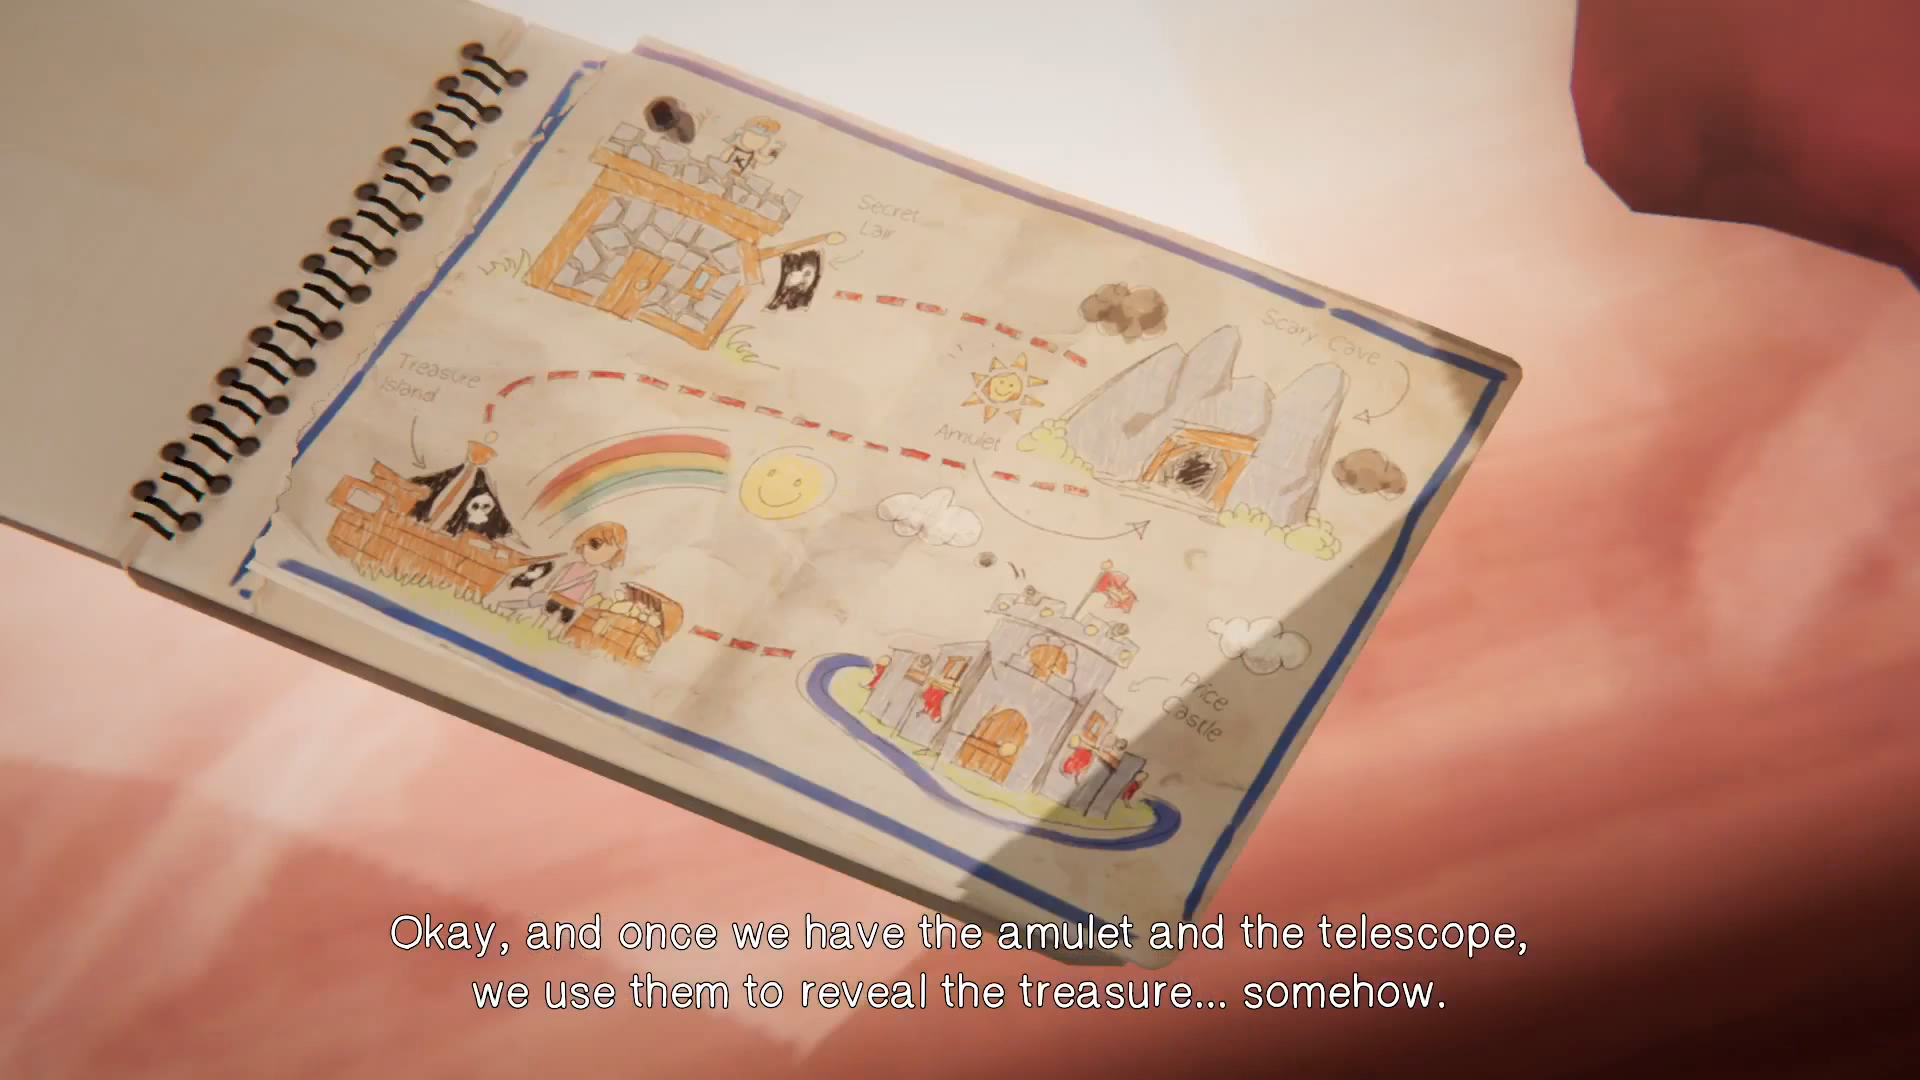 Secret
Lair
Scary Cave
Treasure
Island
Amulet
Price
Castle
Okay, and once we have the amulet and the telescope,
we use them to reveal the treasure... somehow.